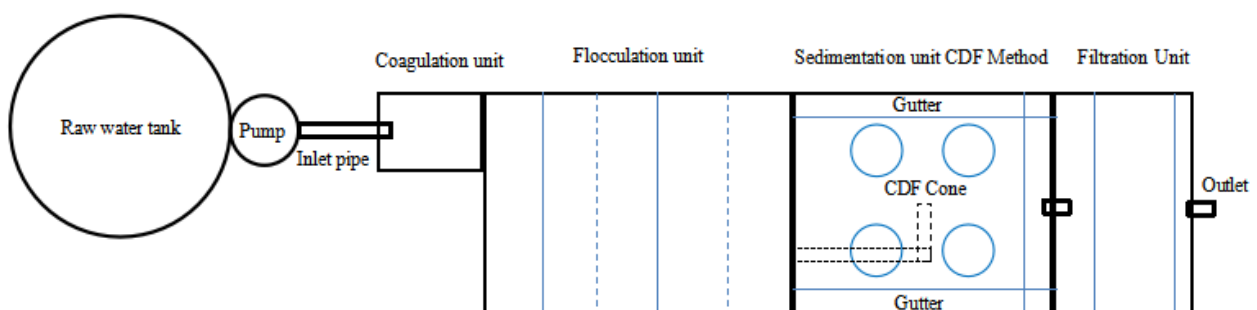 Coagulation unit
Flocculation unit
Sedimentation unit CDF Method
Filtration Unit
Gutter
Raw water tank
Pump
Inlet pipe
CDF Cone
Outlet
Gutter